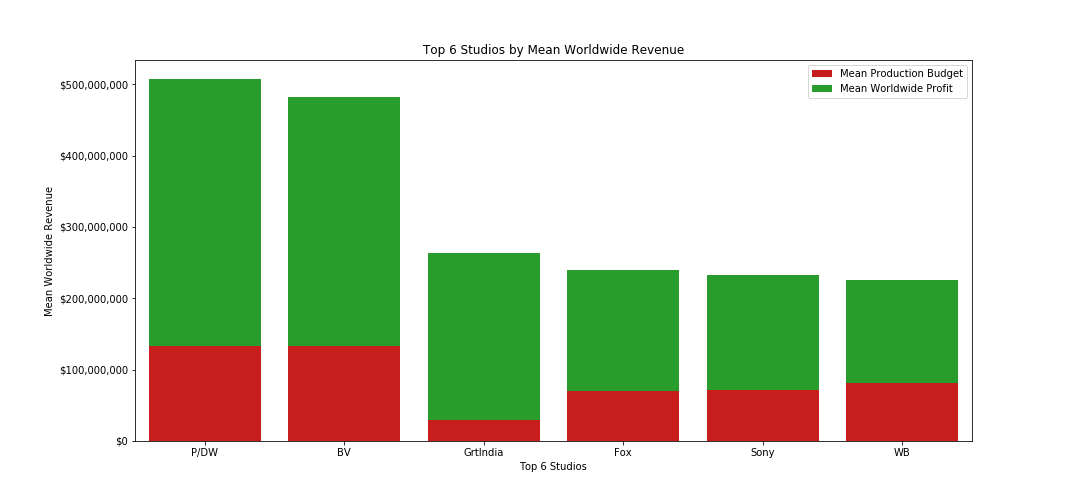 Top 6 Studios by Mean Worldwide Revenue
Mean Production Budget
Mean Worldwide Profit
$500,000,000
$400,000,000
$300,000,000
$200,000,000
$100,000,000
$0
Mean Worldwide Revenue
P/DW BV GrtIndia Fox Sony WB
Top 6 Studios